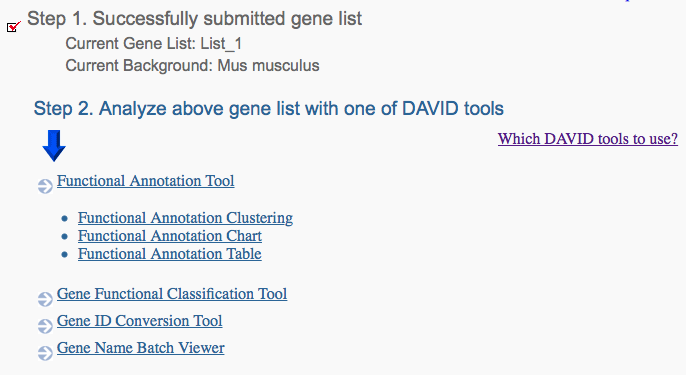 Step 1. Successfully submitted gene list
Current Gene List: List_1
Current Background: Mus musculus
Step 2. Analyze above gene list with one of DAVID tools
Which DAVID tools to use?
Functional Annotation Tool
Functional Annotation Clustering
Functional Annotation Chart
Functional Annotation Table
Gene Functional Classification Tool
Gene ID Conversion Tool
Gene Name Batch Viewer